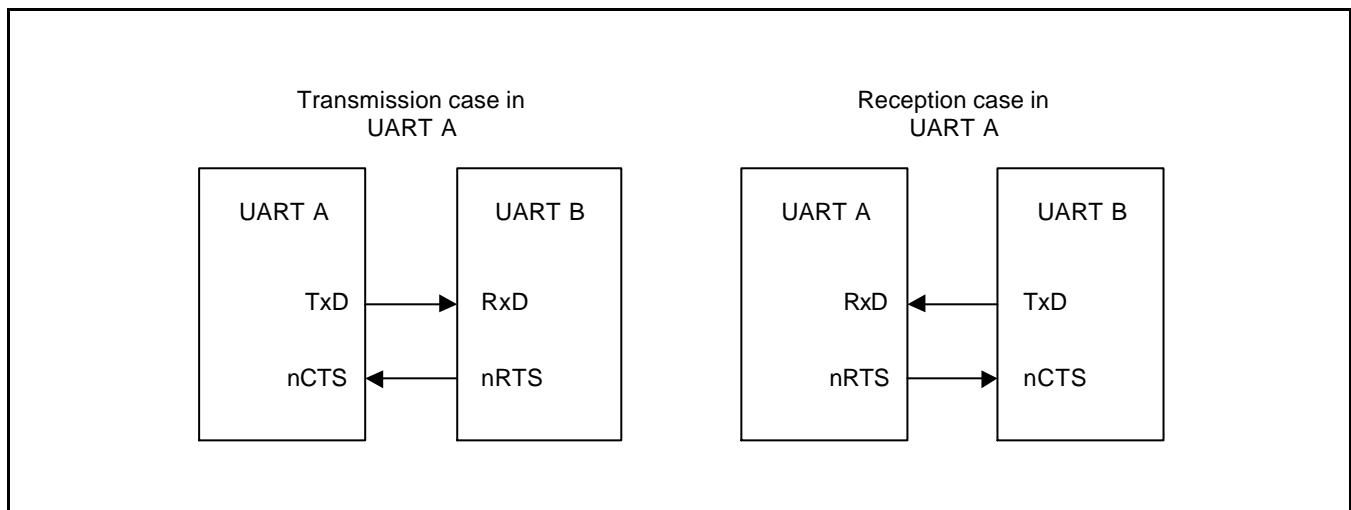 Transmission case in
UART A
UART A
UART B
TxD
RxD
nCTS
nRTS
Reception case in
UART A
UART A
UART B
RxD
TxD
nRTS
nCTS